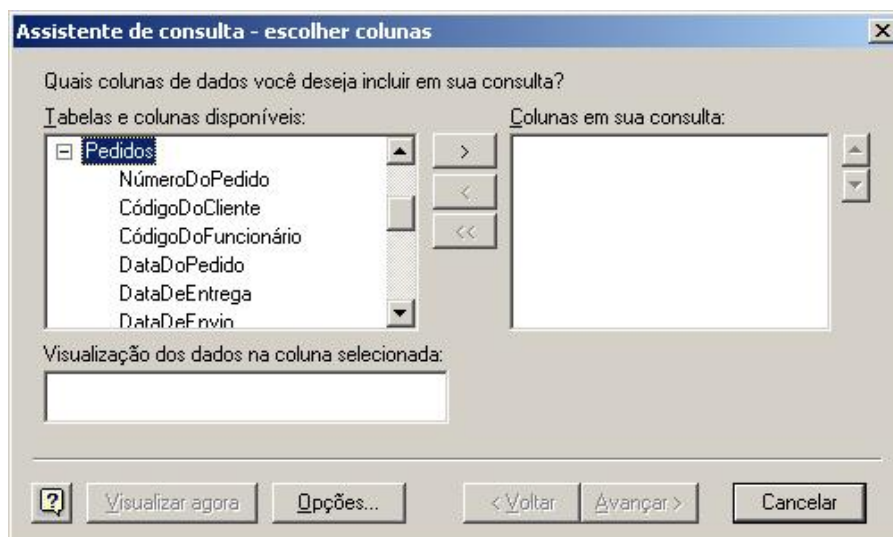 Assistente de consulta - escolher colunas
Quais colunas de dados você deseja incluir em sua consulta?
Tabelas e colunas disponíveis:
Colunas em sua consulta:
Pedidos
NúmeroDoPedido
CódigoDoCliente
CódigoDoFuncionário
DataDoPedido
DataDeEntrega
DataDeEnvio
>
<
<<
Visualização dos dados na coluna selecionada:
Visualizar agora
Opções...
< Voltar
Avançar >
Cancelar